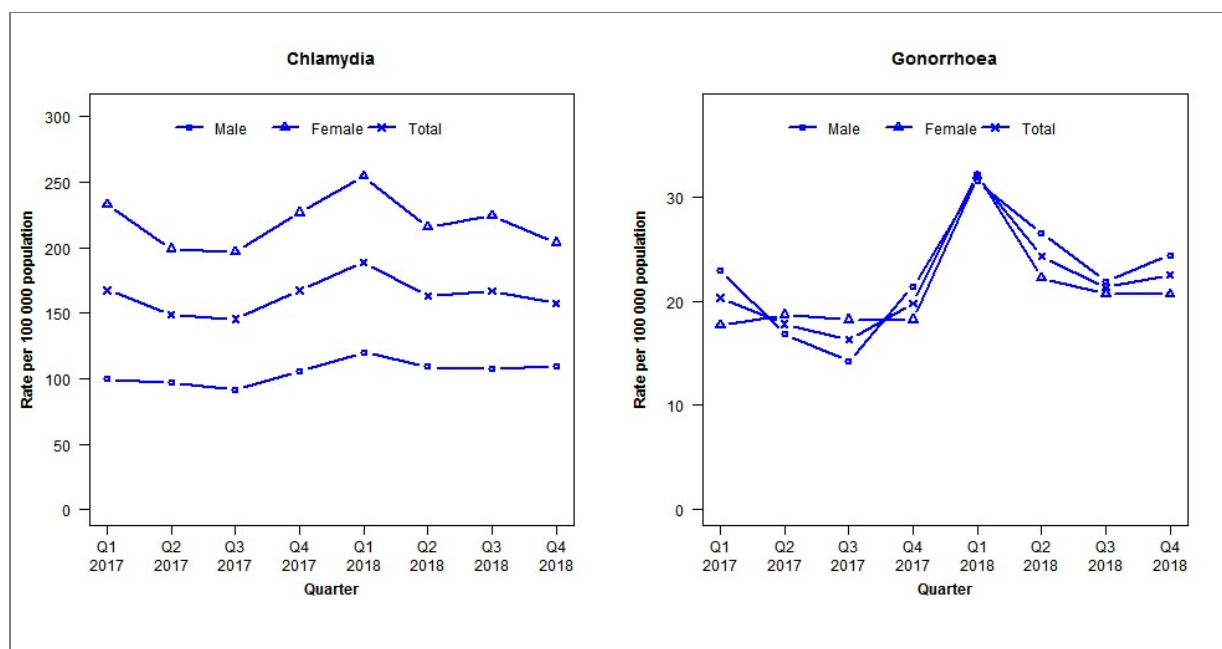 Chlamydia
Male Female Total
Rate per 100 000 population
300
250
200
150
100
50
0
Q1 Q2 Q3 Q4 Q1 Q2 Q3 Q4
2017 2017 2017 2017 2018 2018 2018 2018
Quarter
Gonorrhoea
Male Female Total
Rate per 100 000 population
30
20
10
0
Q1 Q2 Q3 Q4 Q1 Q2 Q3 Q4
2017 2017 2017 2017 2018 2018 2018 2018
Quarter